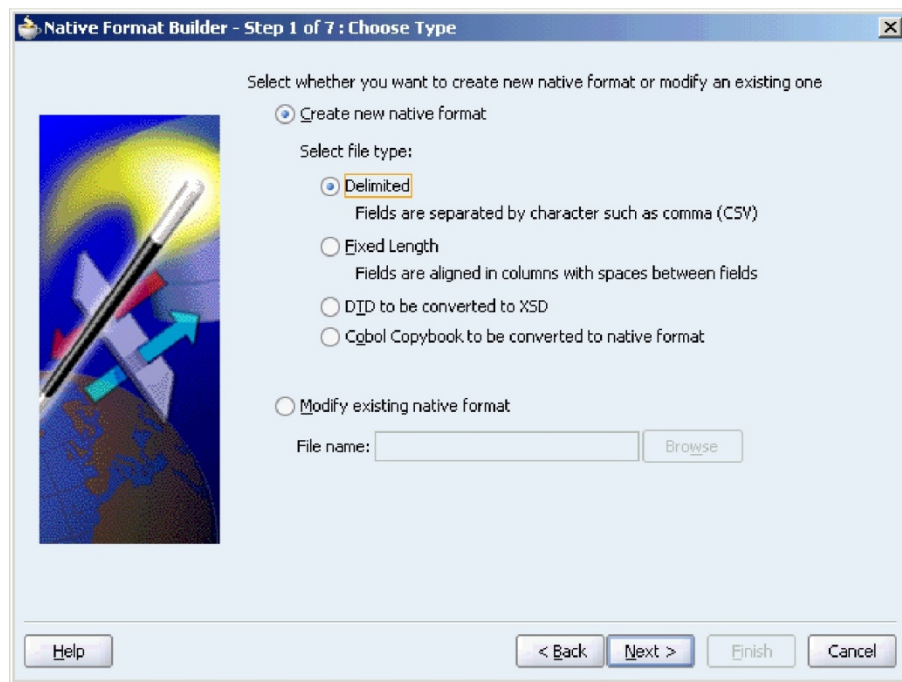 Native Format Builder - Step 1 of 7 : Choose Type
Select whether you want to create new native format or modify an existing one
Create new native format
Select file type:
Delimited
Fields are separated by character such as comma (CSV)
Fixed Length
Fields are aligned in columns with spaces between fields
DTD to be converted to XSD
Cobol Copybook to be converted to native format
Modify existing native format
File name: Browse
Help < Back Next > Finish Cancel